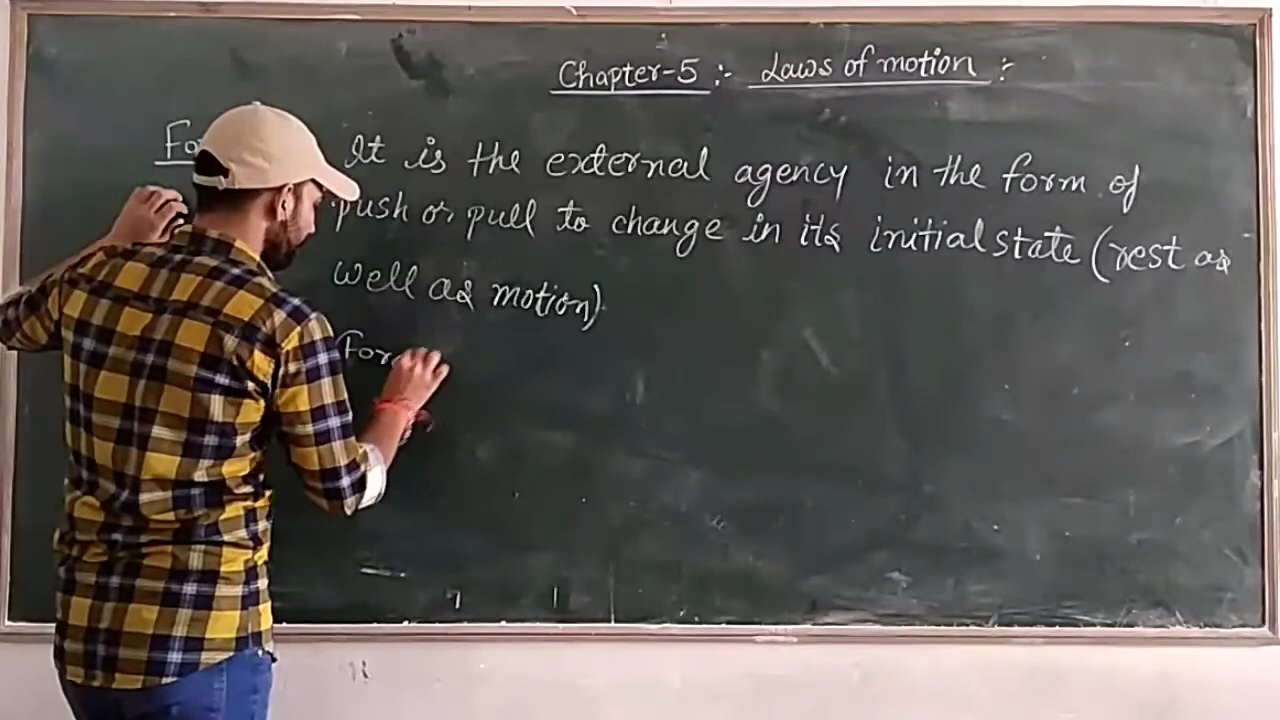 Chapter-5 :- Laws of motion :-
It is the external agency in the form of
push or pull to change in its initial state (rest as
well as motion).